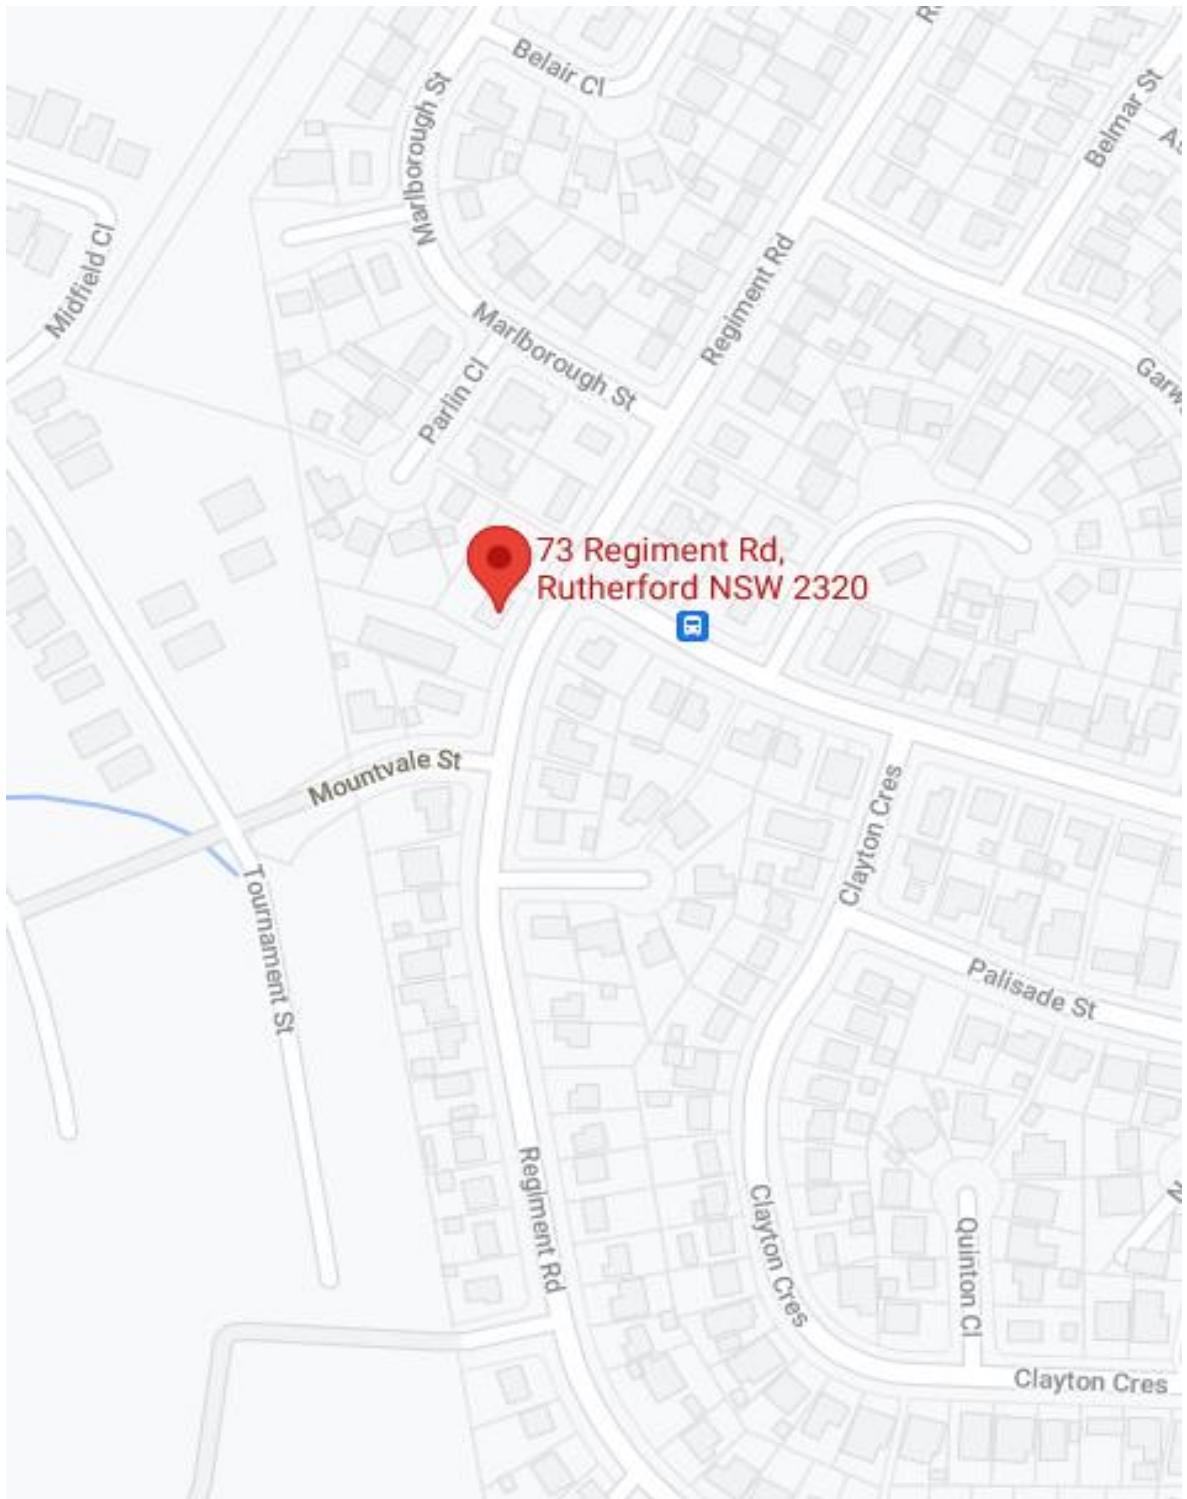 Belair Cl
Marlborough St
Belmar St
Midfield Cl
Regiment Rd
Marlborough St
Parlin Cl
73 Regiment Rd,
Rutherford NSW 2320
Mountvale St
Clayton Cres
Tournament St
Palisade St
Regiment Rd
Clayton Cres
Quinton Cl
Clayton Cres